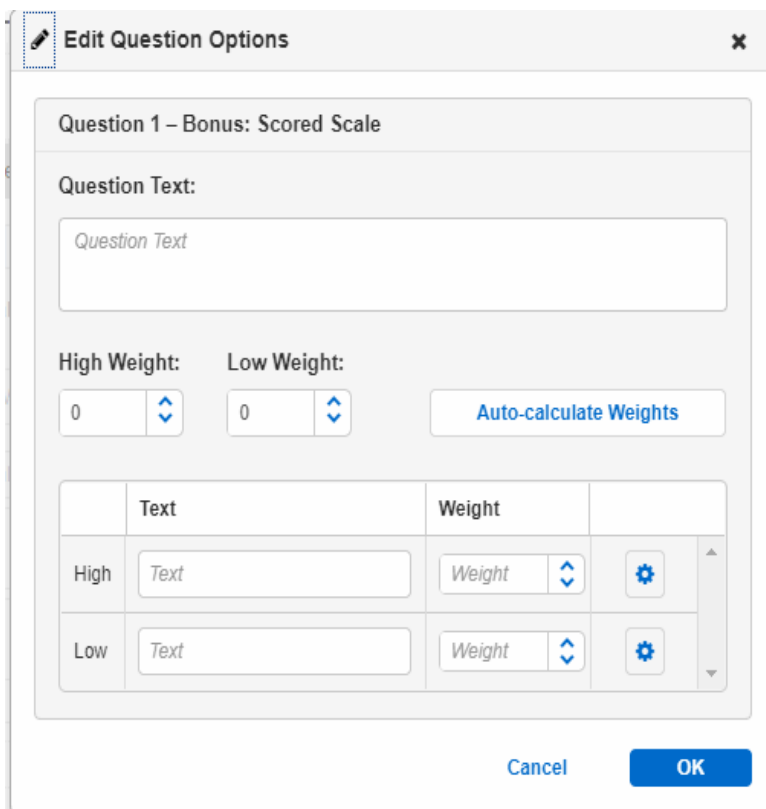 Edit Question Options
Question 1 – Bonus: Scored Scale
Question Text:
Question Text
High Weight: Low Weight:
0 0 Auto-calculate Weights
Text Weight
High Text Weight
Low Text Weight
Cancel OK